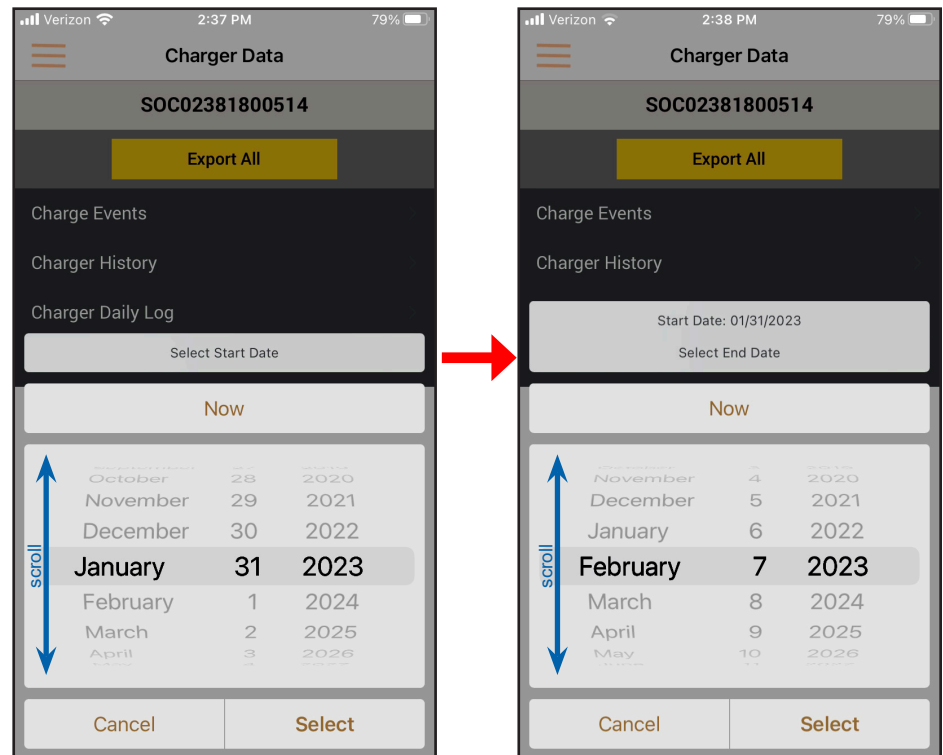 Verizon 2:37 PM 79%
Charger Data
SOC02381800514
Export All
Charge Events
Charger History
Charger Daily Log
Select Start Date
Now
October 28 2020
November 29 2021
December 30 2022
January 31 2023
February 1 2024
March 2 2025
April 3 2026
scroll
Cancel Select
Verizon 2:38 PM 79%
Charger Data
SOC02381800514
Export All
Charge Events
Charger History
Start Date: 01/31/2023
Select End Date
Now
November 4 2020
December 5 2021
January 6 2022
February 7 2023
March 8 2024
April 9 2025
May 10 2026
scroll
Cancel Select